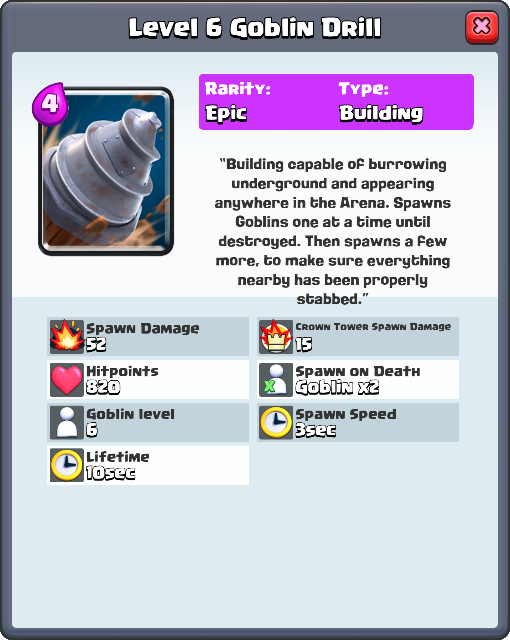 Level 6 Goblin Drill
4
Rarity:
Type:
Epic
Building
"Building capable of burrowing
underground and appearing
anywhere in the Arena. Spawns
Goblins one at a time until
destroyed. Then spawns a few
more, to make sure everything
nearby has been properly
stabbed."
Spawn Damage
52
Crown Tower Spawn Damage
15
Hitpoints
820
Spawn on Death
Goblin x2
Goblin level
6
Spawn Speed
3sec
Lifetime
10sec